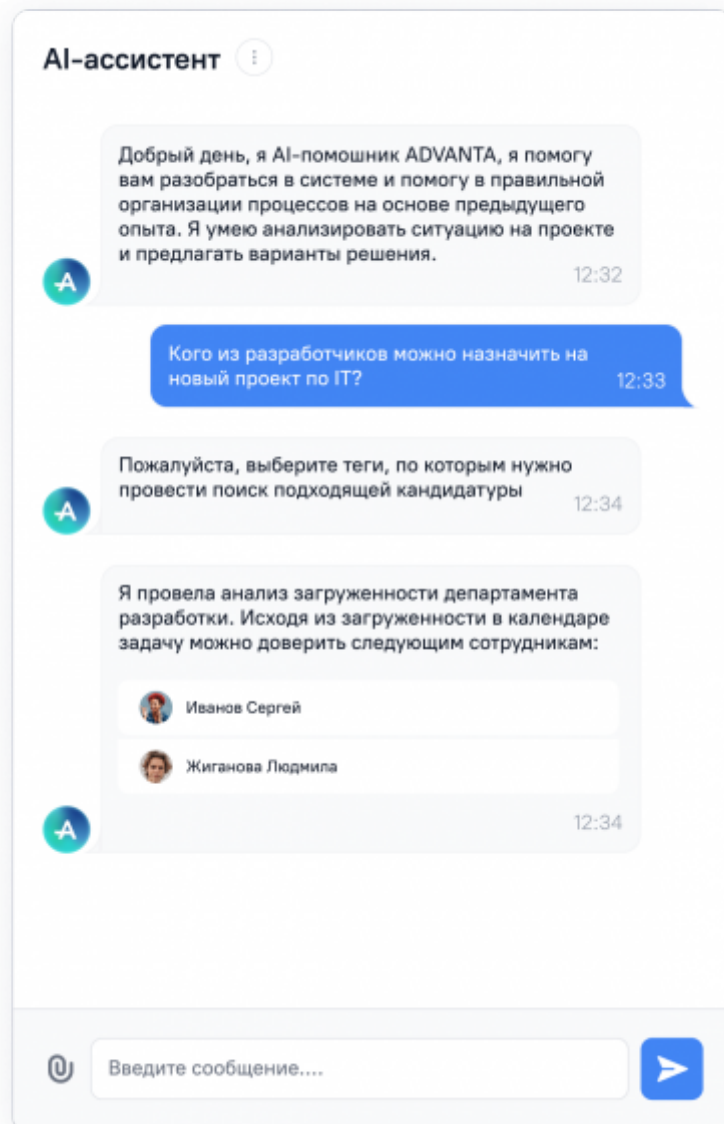 AI-ассистент
Добрый день, я AI-помошник ADVANTA, я помогу
вам разобраться в системе и помогу в правильной
организации процессов на основе предыдущего
опыта. Я умею анализировать ситуацию на проекте
и предлагать варианты решения.
12:32
Кого из разработчиков можно назначить на
новый проект по IT?
12:33
Пожалуйста, выберите теги, по которым нужно
провести поиск подходящей кандидатуры
12:34
Я провела анализ загруженности департамента
разработки. Исходя из загруженности в календаре
задачу можно доверить следующим сотрудникам:
Иванов Сергей
Жиганова Людмила
12:34
Введите сообщение....